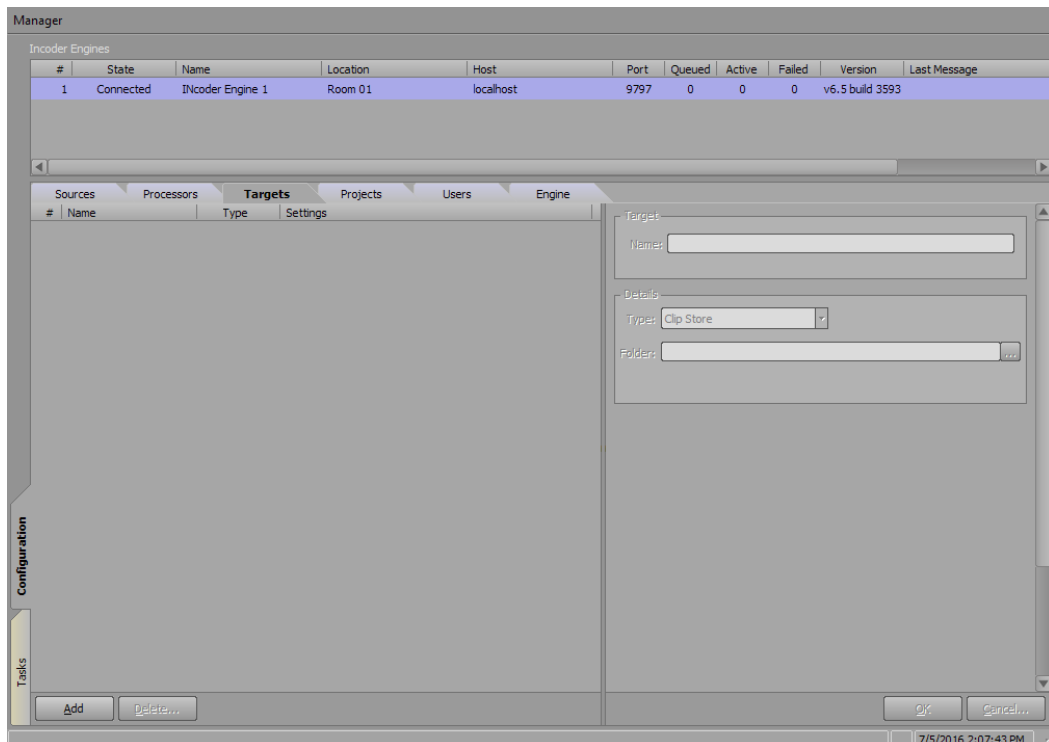 Manager
Incoder Engines
# State Name Location Host Port Queued Active Failed Version Last Message
1 Connected INcoder Engine 1 Room 01 localhost 9797 0 0 0 v6.5 build 3593
Sources Processors Targets Projects Users Engine
# Name Type Settings
Target
Name:
Details
Type: Clip Store
Folder: ...
Configuration
Tasks
Add Delete... OK Cancel...
7/5/2016 2:07:43 PM